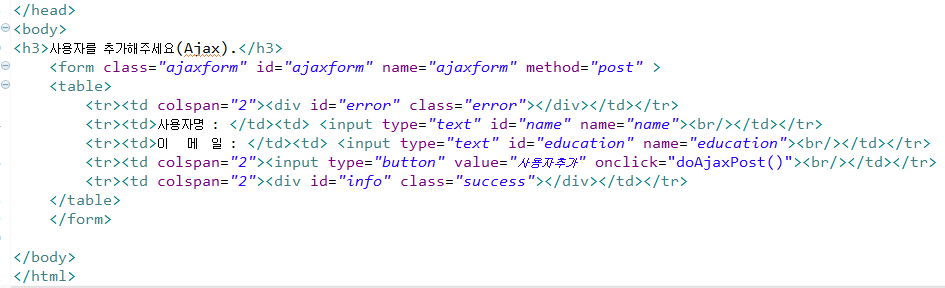 </head>
<body>
<h3>사용자를 추가해주세요(Ajax).</h3>
<form class="ajaxform" id="ajaxform" name="ajaxform" method="post" >
<table>
<tr><td colspan="2"><div id="error" class="error"></div></td></tr>
<tr><td>사용자명 : </td><td> <input type="text" id="name" name="name"><br/></td></tr>
<tr><td>이  메  일 : </td><td> <input type="text" id="education" name="education"><br/></td></tr>
<tr><td colspan="2"><input type="button" value="사용자추가" onclick="doAjaxPost()"><br/></td></tr>
<tr><td colspan="2"><div id="info" class="success"></div></td></tr>
</table>
</form>
</body>
</html>